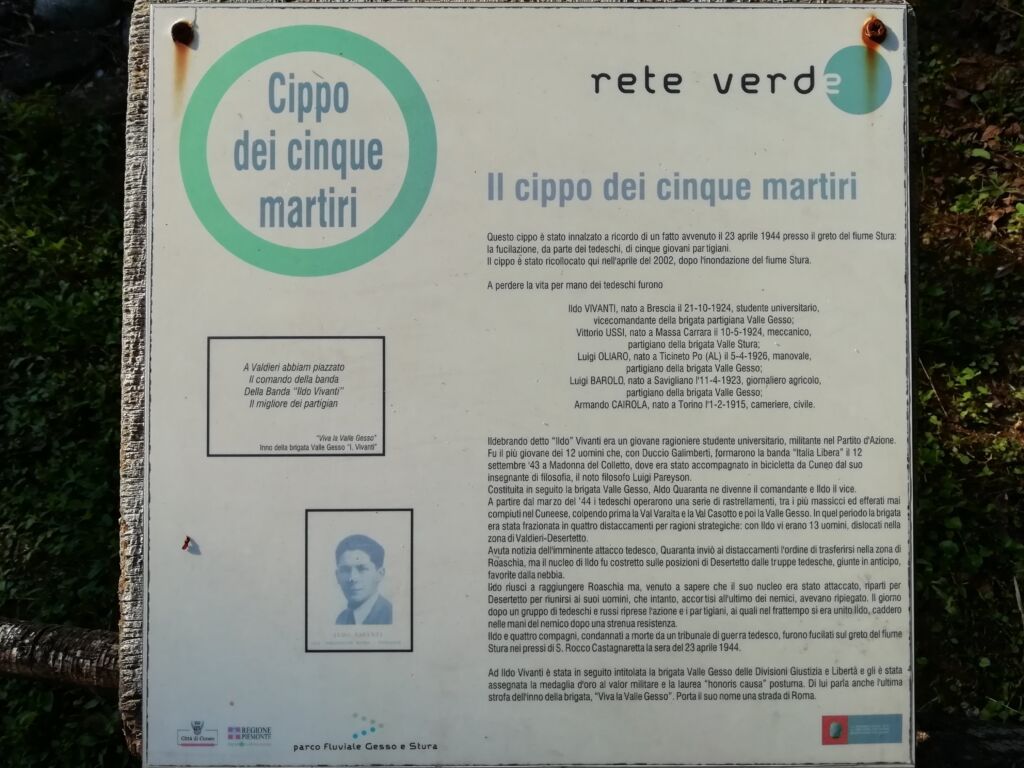 Cippo
dei cinque
martiri
rete verde
Il cippo dei cinque martiri
Questo cippo è stato innalzato a ricordo di un fatto avvenuto il 23 aprile 1944 presso il greto del fiume Stura:
la fucilazione, da parte dei tedeschi, di cinque giovani partigiani.
Il cippo è stato ricollocato qui nell'aprile del 2002, dopo l'inondazione del fiume Stura.
A perdere la vita per mano dei tedeschi furono
Ildo VIVANTI, nato a Brescia il 21-10-1924, studente universitario,
vicecomandante della brigata partigiana Valle Gesso;
Vittorio USSI, nato a Massa Carrara il 10-5-1924, meccanico,
partigiano della brigata Valle Stura;
Luigi OLIARO, nato a Ticineto Po (AL) il 5-4-1926, manovale,
partigiano della brigata Valle Gesso;
Luigi BAROLO, nato a Savigliano l'11-4-1923, giornaliero agricolo,
partigiano della brigata Valle Gesso;
Armando CAIROLA, nato a Torino l'1-2-1915, cameriere, civile.
A Valdieri abbiam piazzato
Il comando della banda
Della Banda "Ildo Vivanti"
Il migliore dei partigian
"Viva la Valle Gesso"
Inno della brigata Valle Gesso "I. Vivanti"
Ildebrando detto "Ildo" Vivanti era un giovane ragioniere studente universitario, militante nel Partito d'Azione.
Fu il più giovane dei 12 uomini che, con Duccio Galimberti, formarono la banda "Italia Libera" il 12
settembre '43 a Madonna del Colletto, dove era stato accompagnato in bicicletta da Cuneo dal suo
insegnante di filosofia, il noto filosofo Luigi Pareyson.
Costituita in seguito la brigata Valle Gesso, Aldo Quaranta ne divenne il comandante e Ildo il vice.
A partire dal marzo del '44 i tedeschi operarono una serie di rastrellamenti, tra i più massicci ed efferati mai
compiuti nel Cuneese, colpendo prima la Val Varaita e la Val Casotto e poi la Valle Gesso. In quel periodo la brigata
era stata frazionata in quattro distaccamenti per ragioni strategiche: con Ildo vi erano 13 uomini, dislocati nella
zona di Valdieri-Desertetto.
Avuta notizia dell'imminente attacco tedesco, Quaranta inviò ai distaccamenti l'ordine di trasferirsi nella zona di
Roaschia, ma il nucleo di Ildo fu costretto sulle posizioni di Desertetto dalle truppe tedesche, giunte in anticipo,
favorite dalla nebbia.
Ildo riuscì a raggiungere Roaschia ma, venuto a sapere che il suo nucleo era stato attaccato, ripartì per
Desertetto per riunirsi ai suoi uomini, che intanto, accortisi all'ultimo dei nemici, avevano ripiegato. Il giorno
dopo un gruppo di tedeschi e russi riprese l'azione e i partigiani, ai quali nel frattempo si era unito Ildo, caddero
nelle mani del nemico dopo una strenua resistenza.
Ildo e quattro compagni, condannati a morte da un tribunale di guerra tedesco, furono fucilati sul greto del fiume
Stura nei pressi di S. Rocco Castagnaretta la sera del 23 aprile 1944.
Ad Ildo Vivanti è stata in seguito intitolata la brigata Valle Gesso delle Divisioni Giustizia e Libertà e gli è stata
assegnata la medaglia d'oro al valor militare e la laurea "honoris causa" postuma. Di lui parla anche l'ultima
strofa dell'inno della brigata, "Viva la Valle Gesso". Porta il suo nome una strada di Roma.
ILDO VIVANTI
Città di Cuneo
REGIONE
PIEMONTE
parco Fluviale Gesso e Stura